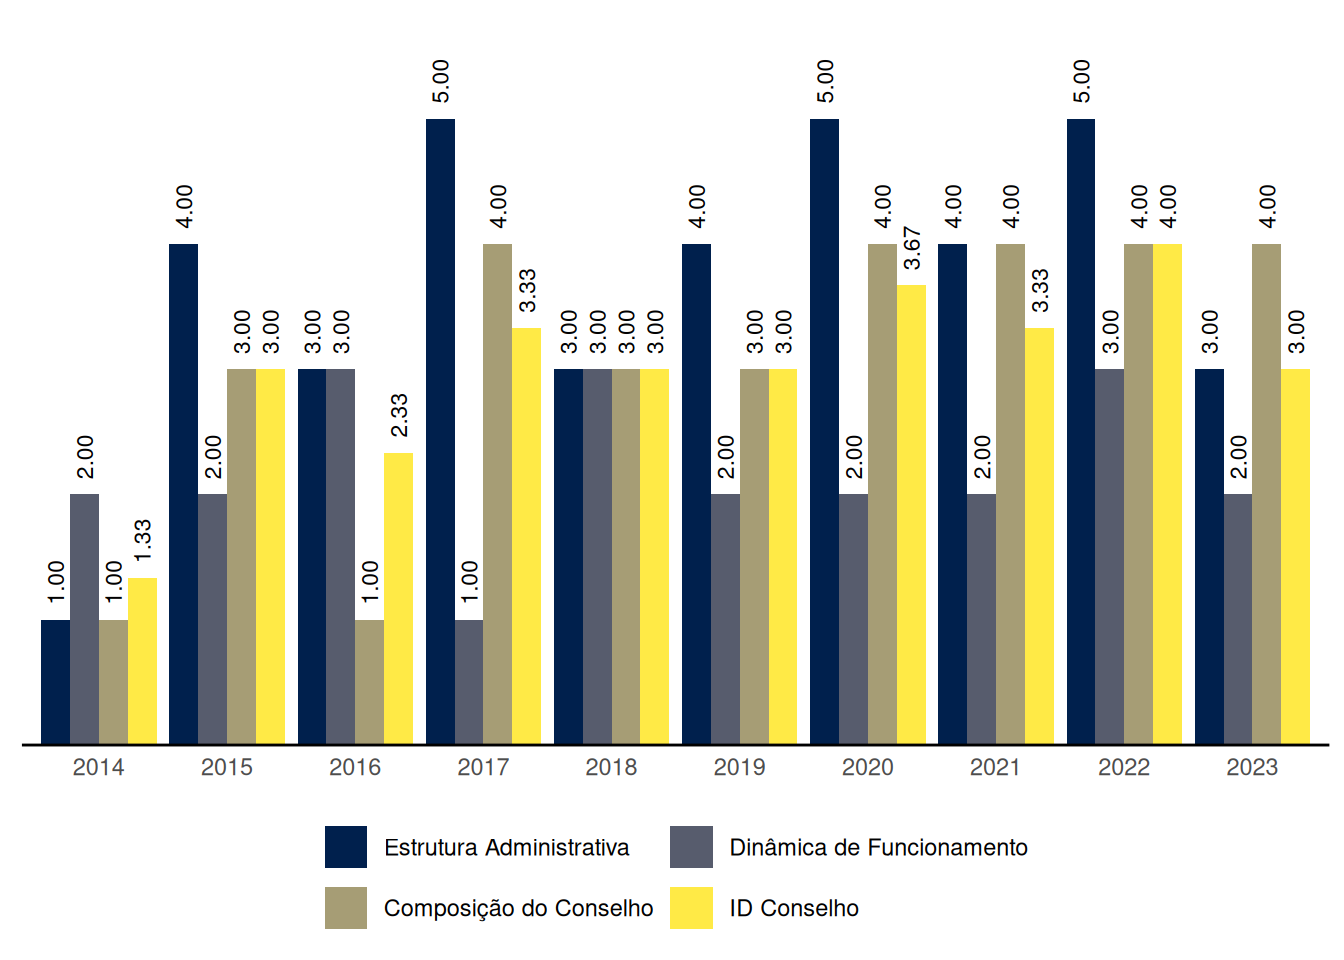 5.00 5.00 5.00
4.00 4.00 4.00 4.00 4.00 4.00 4.00 4.00 4.00
3.67
3.33 3.33
3.00 3.00 3.00 3.00 3.00 3.00 3.00 3.00 3.00 3.00 3.00 3.00 3.00
2.33
2.00 2.00 2.00 2.00 2.00 2.00
1.33
1.00 1.00 1.00 1.00
2014 2015 2016 2017 2018 2019 2020 2021 2022 2023
Estrutura Administrativa Dinâmica de Funcionamento
Composição do Conselho ID Conselho